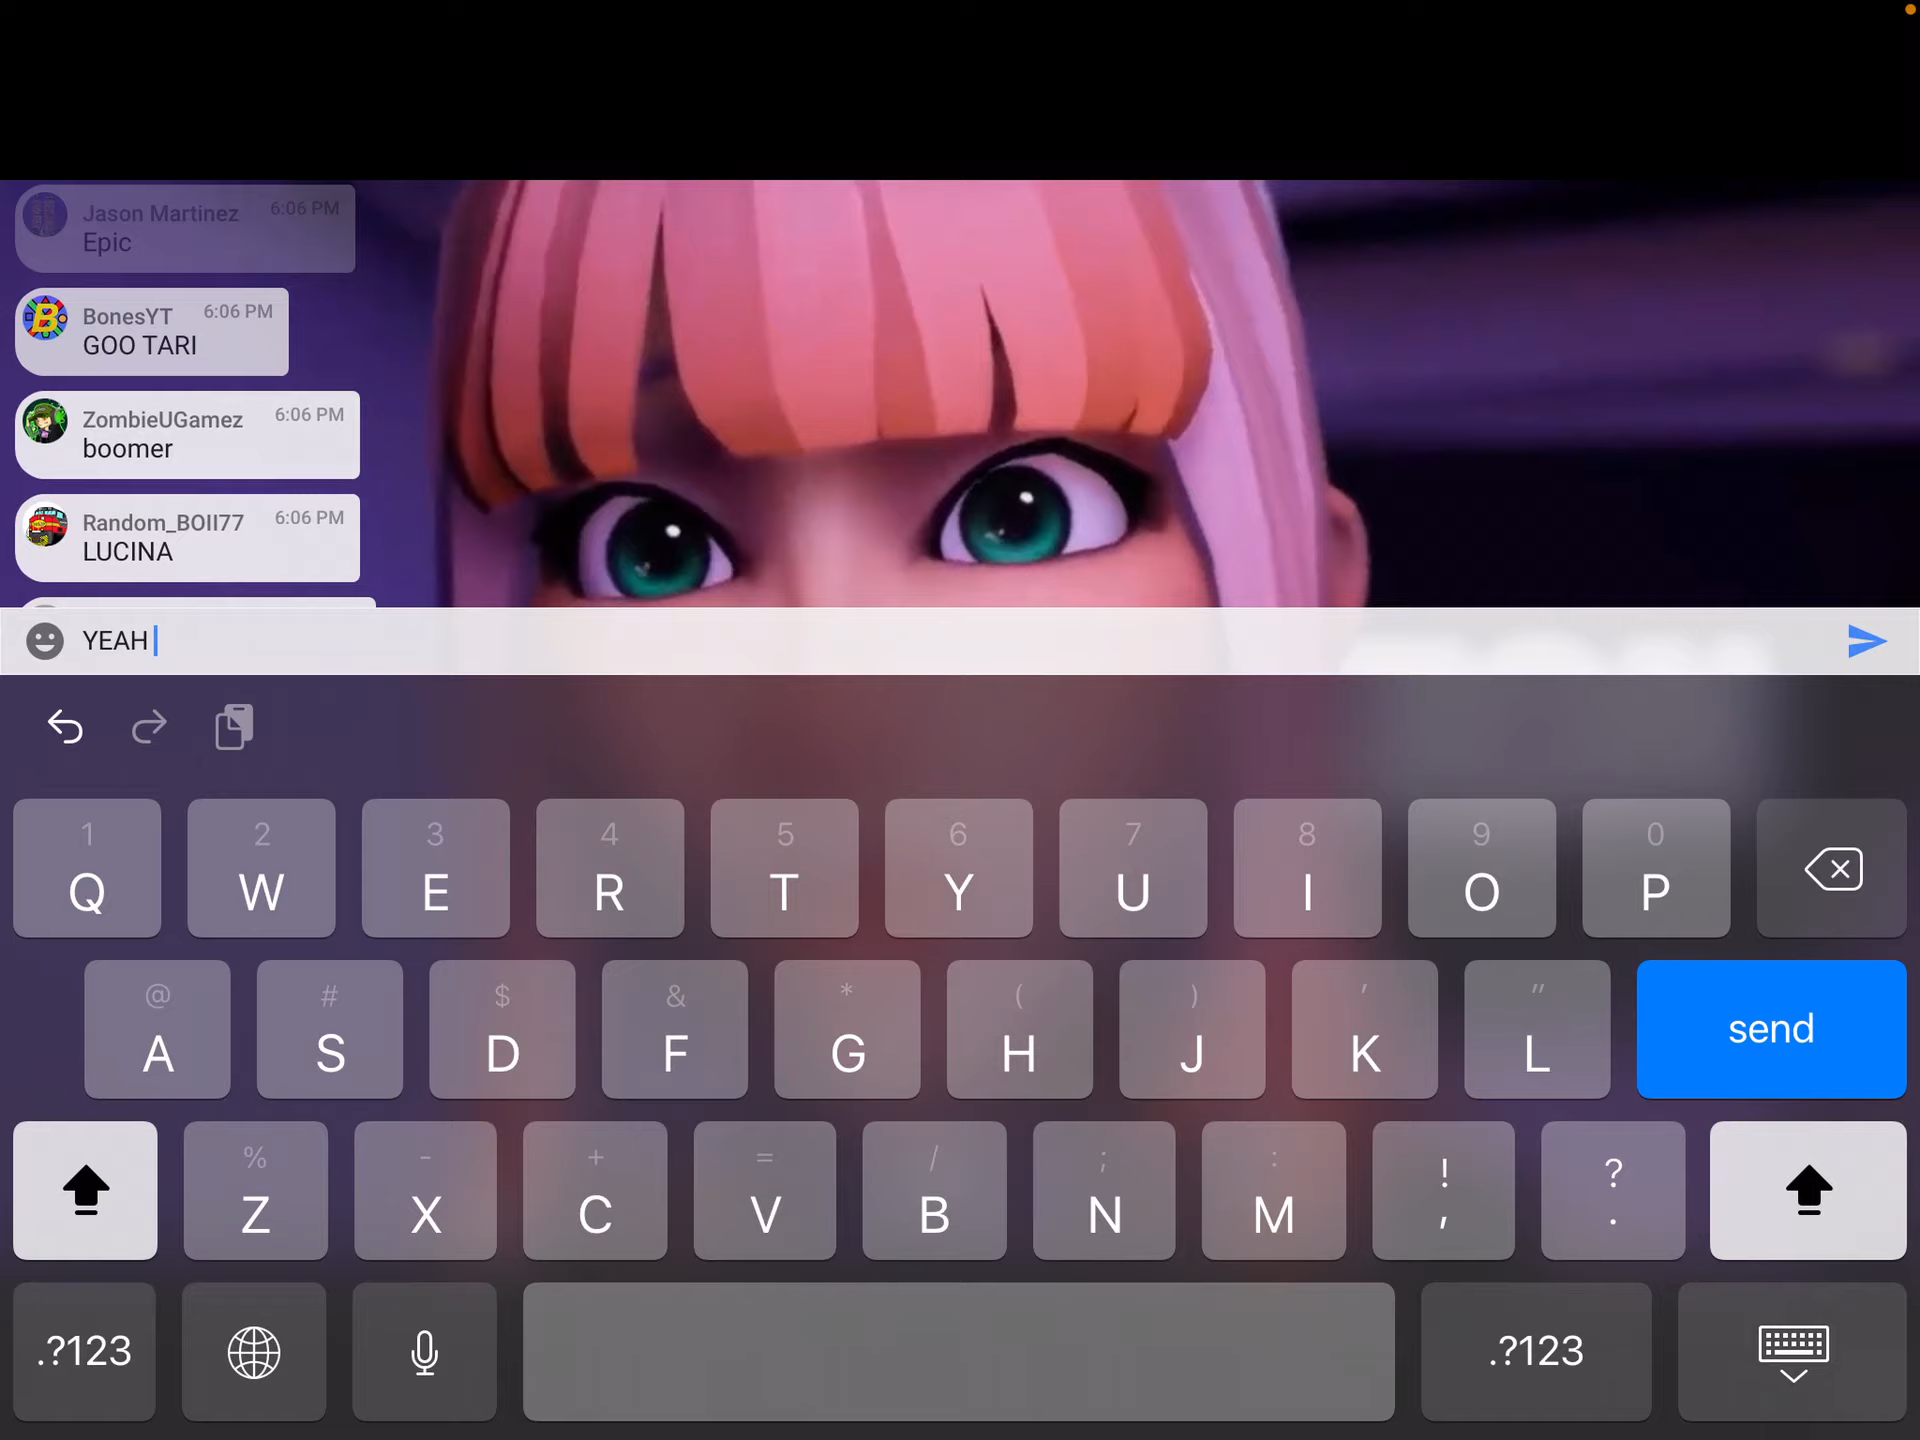 Jason Martinez 6:06 PM
Epic
BonesYT 6:06 PM
GOO TARI
ZombieUGamez 6:06 PM
boomer
Random_BOII77 6:06 PM
LUCINA
YEAH
1 2 3 4 5 6 7 8 9 0
Q W E R T Y U I O P
@ # $ & * ( ) ' "
A S D F G H J K L send
% - + = / ; : ! ?
Z X C V B N M , .
.?123 .?123